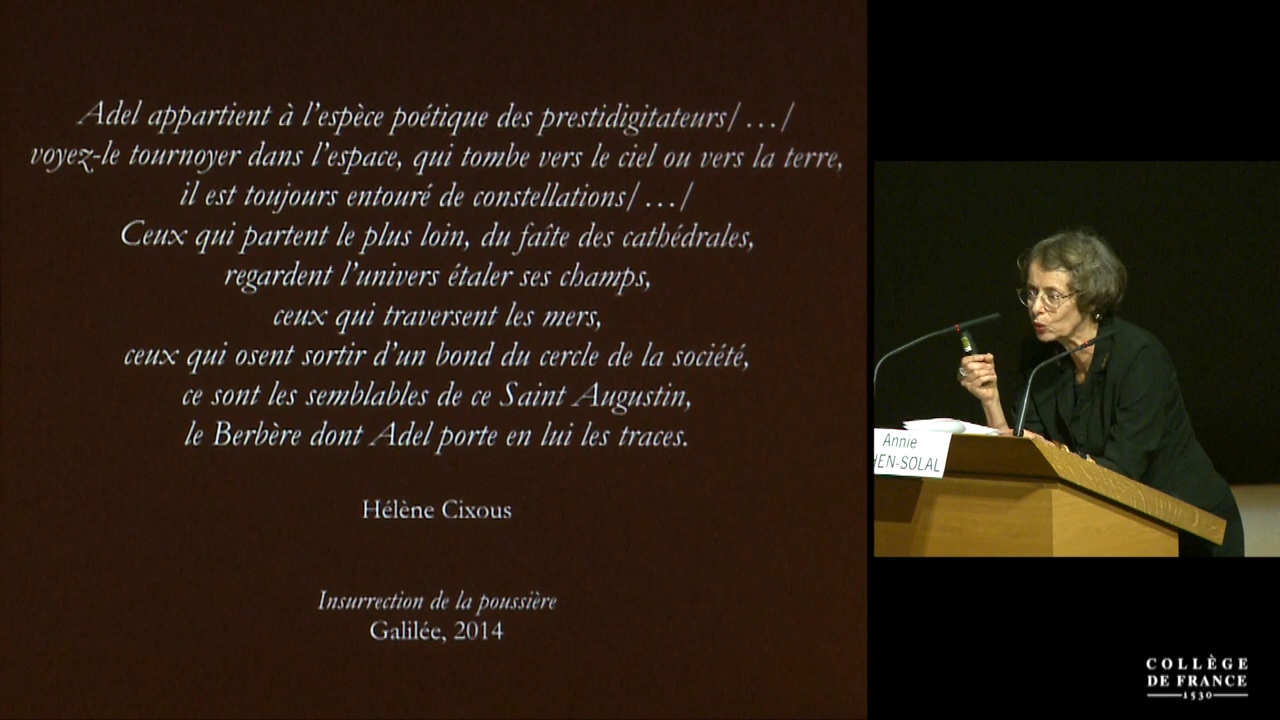 Adel appartient à l'espèce poétique des prestidigitateurs/ …/
voyez-le tournoyer dans l'espace, qui tombe vers le ciel ou vers la terre,
il est toujours entouré de constellations/ …/
Ceux qui partent le plus loin, du faîte des cathédrales,
regardent l'univers étaler ses champs,
ceux qui traversent les mers,
ceux qui osent sortir d'un bond du cercle de la société,
ce sont les semblables de ce Saint Augustin,
le Berbère dont Adel porte en lui les traces.
Hélène Cixous
Insurrection de la poussière
Galilée, 2014
Annie
HEN-SOLAL
COLLÈGE
DE FRANCE
1530